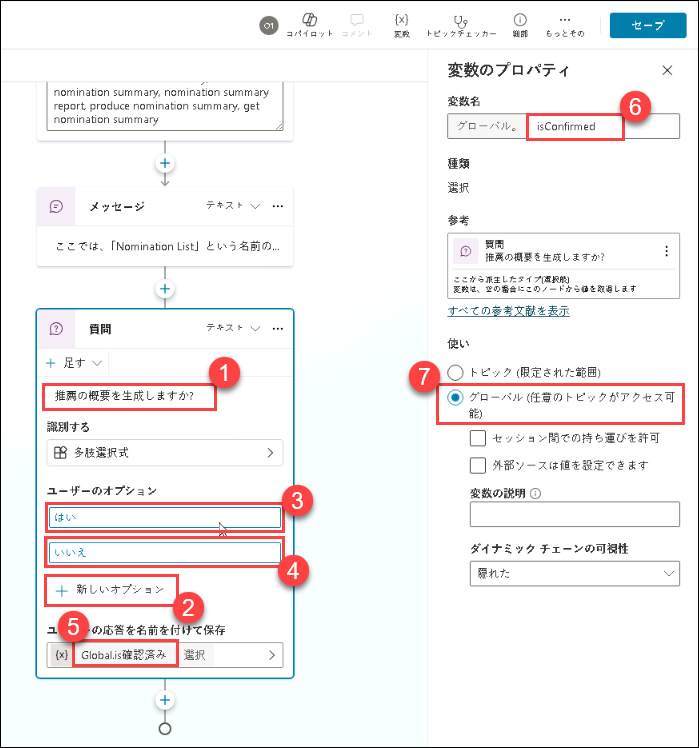 01
コパイロット
コメント
{x}
変数
トピックチェッカー
細部
もっとその
セーブ
nomination summary, nomination summary
report, produce nomination summary, get
nomination summary
メッセージ
テキスト
ここでは、「Nomination List」という名前の...
質問
テキスト
+ 足す
1
推薦の概要を生成しますか?
識別する
多肢選択式
ユーザーのオプション
3
はい
いいえ
4
+ 新しいオプション
2
5
の応答を名前を付けて保存
{x} Global.is確認済み 選択
変数のプロパティ
変数名
6
グローバル。 isConfirmed
種類
選択
参考
質問
推薦の概要を生成しますか?
ここから派生したタイプ(選択肢)
変数は、空の場合にこのノードから値を取得します
すべての参考文献を表示
使い
トピック (限定された範囲)
7
グローバル (任意のトピックがアクセス可
能)
セッション間での持ち運びを許可
外部ソースは値を設定できます
変数の説明
ダイナミック チェーンの可視性
隠れた